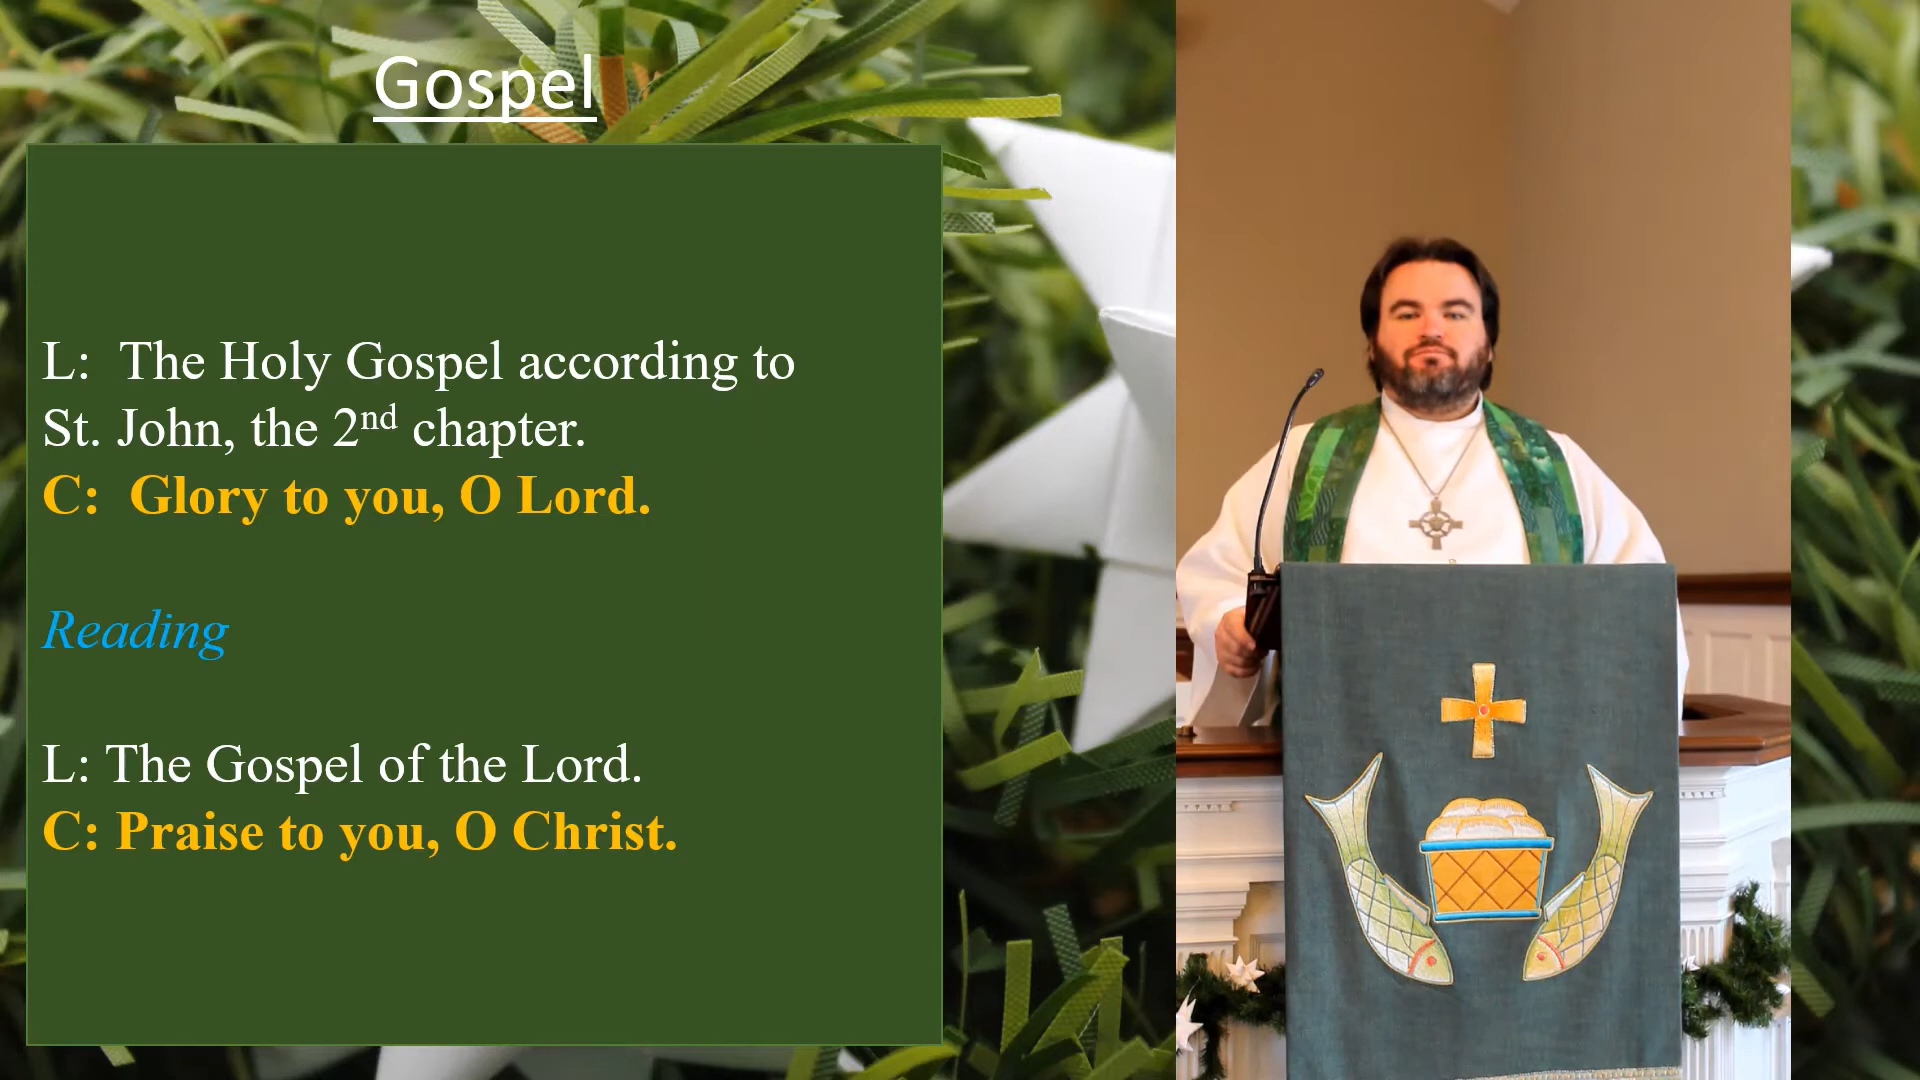 Gospel
L:  The Holy Gospel according to
St. John, the 2nd chapter.
C:  Glory to you, O Lord.
Reading
L: The Gospel of the Lord.
C: Praise to you, O Christ.